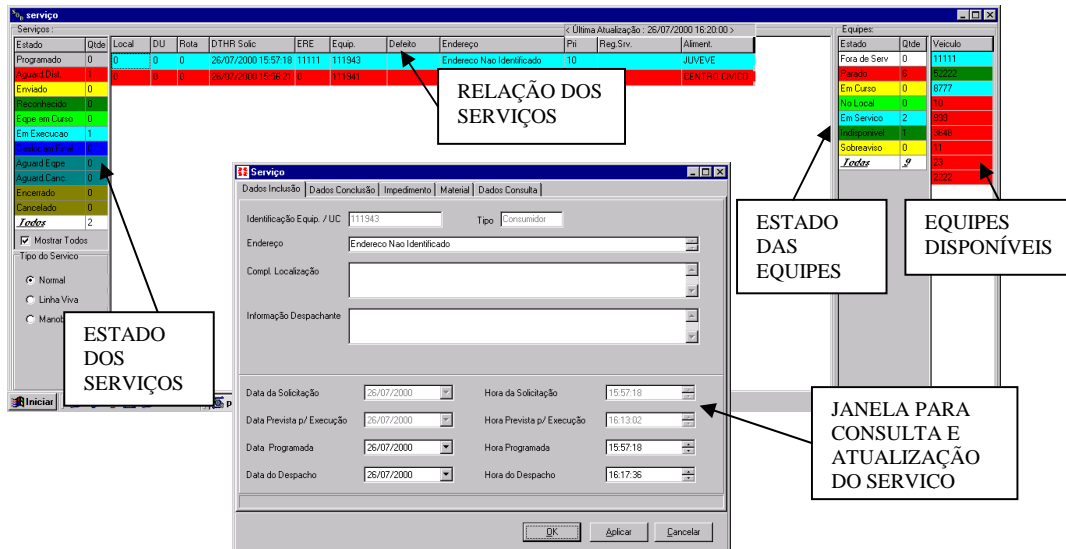 serviço
Serviços :
Estado Qtde
Programado 0
Aguard Dist. 1
Enviado 0
Reconhecido 0
Eqpe em Curso 0
Em Execucao 1
0
Aguard Eqpe 0
Aguard.Canc. 0
Encerrado 0
Cancelado 0
Todos 2
Mostrar Todos
Tipo do Servico
Normal
Linha Viva
Manob
Iniciar
< Última Atualização : 26/07/2000 16:20:00 >
Local DU Rota DTHR Solic ERE Equip. Defeito Endereço Pri Reg.Srv. Aliment.
0 0 0 26/07/2000 15:57:18 11111 111943 Endereco Nao Identificado 10 JUVEVE
0 0 0 26/07/2000 15:56:21 0 111941 CENTRO CIVICO
Equipes:
Estado Qtde
Fora de Serv 0
Parado 6
Em Curso 0
No Local 0
Em Servico 2
Indisponivel 1
Sobreaviso 0
Todos 9
Veiculo
11111
52222
8777
10
999
3648
11
23
2222
RELAÇÃO DOS
SERVIÇOS
ESTADO
DOS
SERVIÇOS
ESTADO
DAS
EQUIPES
EQUIPES
DISPONÍVEIS
JANELA PARA
CONSULTA E
ATUALIZAÇÃO
DO SERVICO
Serviço
Dados Inclusão Dados Conclusão Impedimento Material Dados Consulta
Identificação Equip. / UC 111943 Tipo Consumidor
Endereço Endereco Nao Identificado
Compl. Localização
Informação Despachante
Data da Solicitação 26/07/2000 Hora da Solicitação 15:57:18
Data Prevista p/ Execução 26/07/2000 Hora Prevista p/ Execução 16:13:02
Data Programada 26/07/2000 Hora Programada 15:57:18
Data do Despacho 26/07/2000 Hora do Despacho 16:17:36
OK Aplicar Cancelar